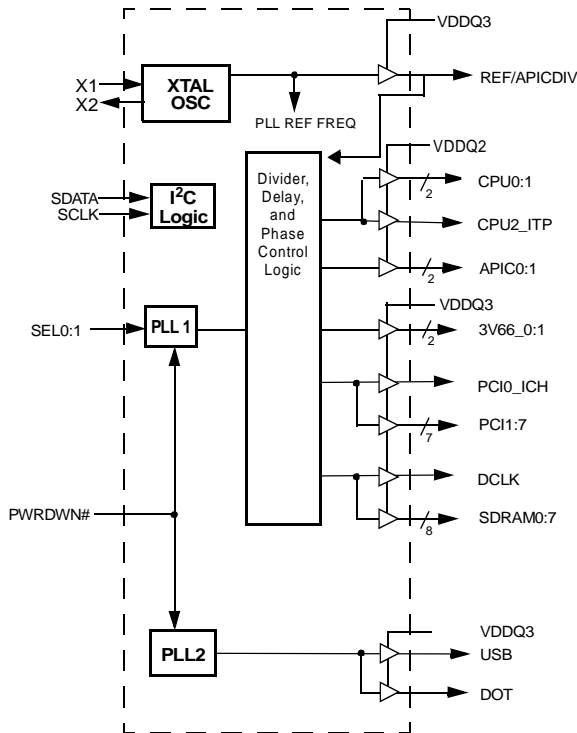 VDDQ3
X1
X2
XTAL
OSC
REF/APICDIV
PLL REF FREQ
VDDQ2
SDATA
SCLK
I2C
Logic
Divider,
Delay,
and
Phase
Control
Logic
2
CPU0:1
CPU2_ITP
2
APIC0:1
VDDQ3
SEL0:1
PLL 1
2
3V66_0:1
PCI0_ICH
7
PCI1:7
DCLK
PWRDWN#
8
SDRAM0:7
VDDQ3
PLL2
USB
DOT